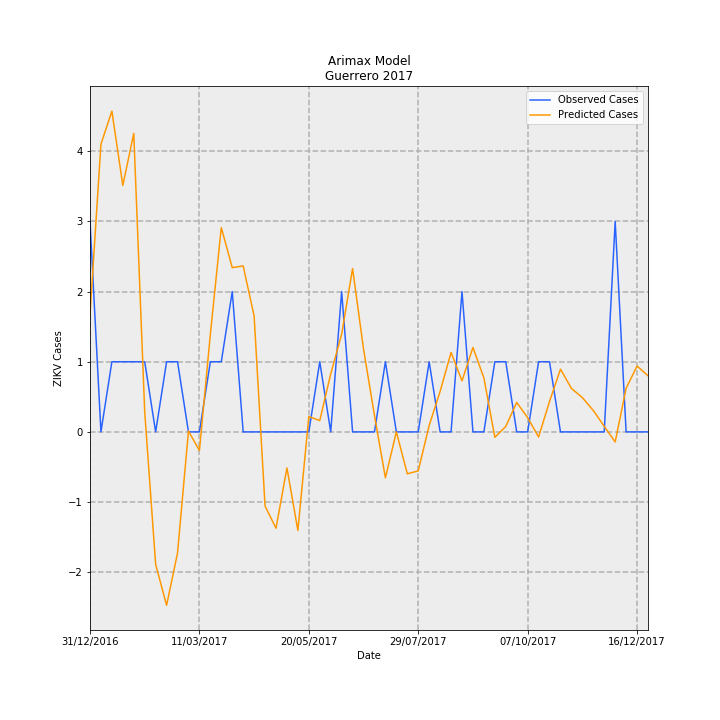 Arimax Model
Guerrero 2017
Observed Cases
Predicted Cases
4
3
2
1
0
−1
−2
ZIKV Cases
31/12/2016 11/03/2017 20/05/2017 29/07/2017 07/10/2017 16/12/2017
Date